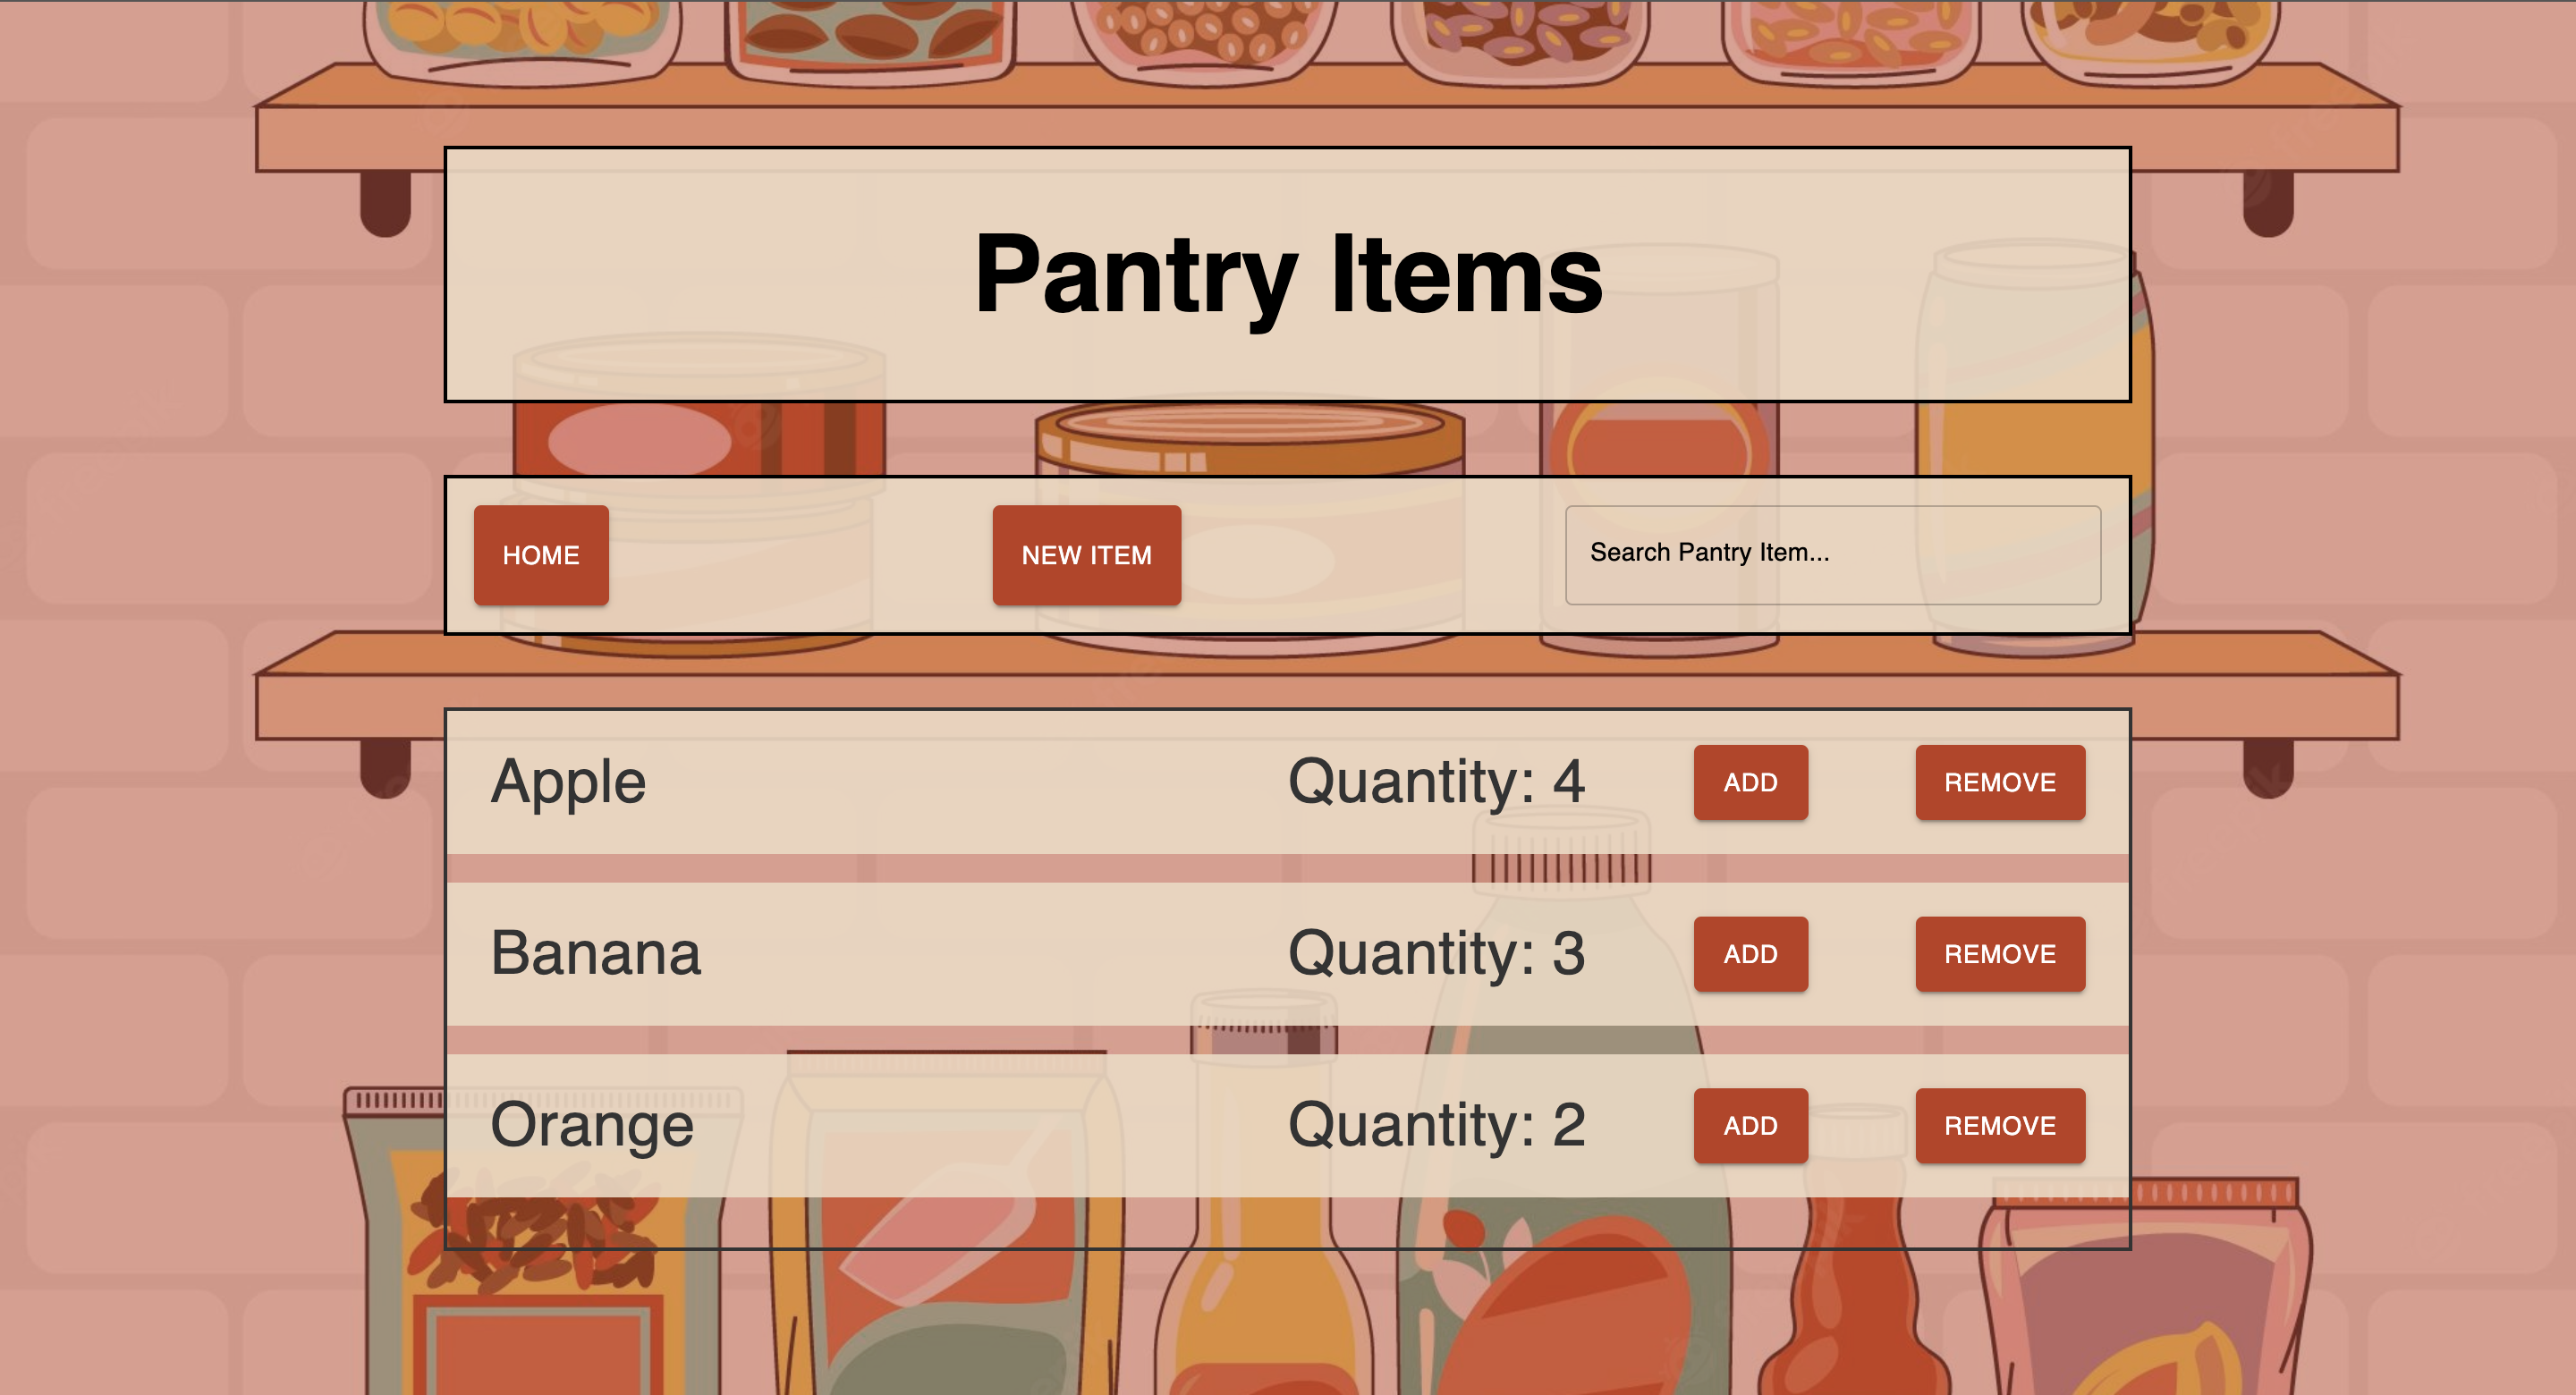 Pantry Items
HOME NEW ITEM Search Pantry Item...
Apple Quantity: 4 ADD REMOVE
Banana Quantity: 3 ADD REMOVE
Orange Quantity: 2 ADD REMOVE